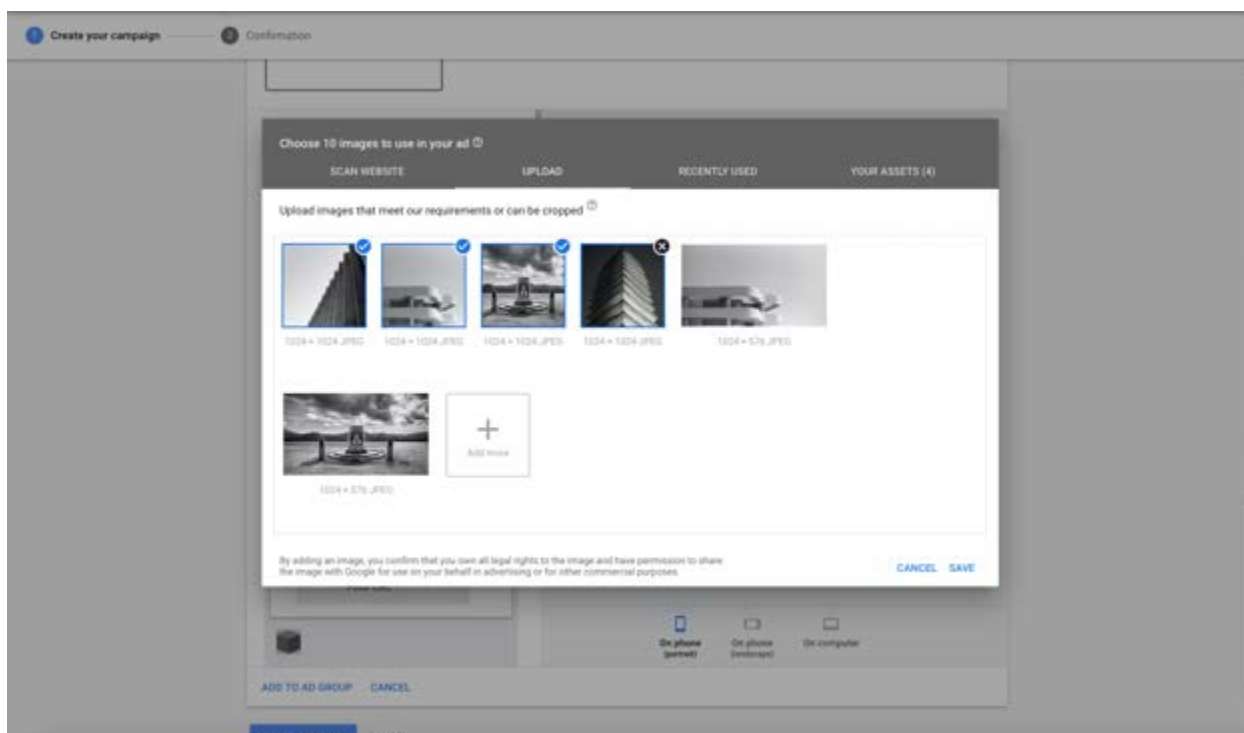 1 Create your campaign 2 Confirmation
Choose 10 images to use in your ad
SCAN WEBSITE UPLOAD RECENTLY USED YOUR ASSETS (4)
Upload images that meet our requirements or can be cropped
1024 × 1024 JPEG 1024 × 1024 JPEG 1024 × 1024 JPEG 1024 × 1024 JPEG 1024 × 576 JPEG
Add more
1024 × 576 JPEG
By adding an image, you confirm that you own all legal rights to the image and have permission to share
the image with Google for use on your behalf in advertising or for other commercial purposes.
CANCEL SAVE
On phone On phone On computer
(portrait) (landscape)
ADD TO AD GROUP CANCEL